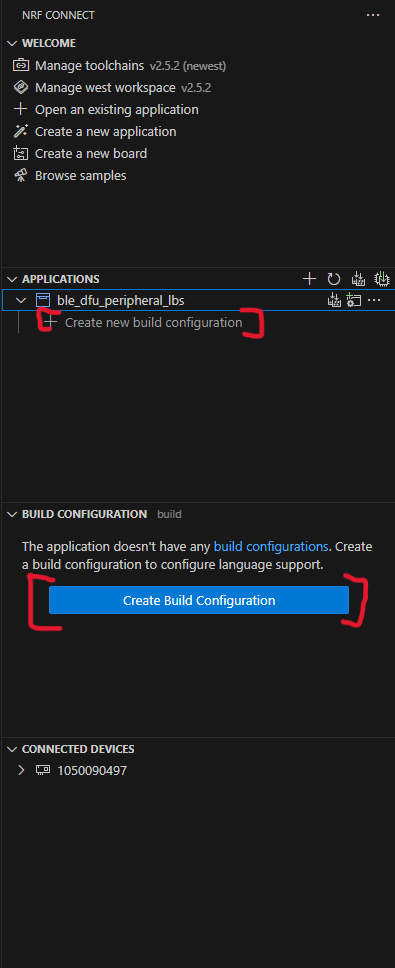 NRF CONNECT
WELCOME
Manage toolchains v2.5.2 (newest)
Manage west workspace v2.5.2
Open an existing application
Create a new application
Create a new board
Browse samples
APPLICATIONS
ble_dfu_peripheral_lbs
Create new build configuration
BUILD CONFIGURATION build
The application doesn't have any build configurations. Create
a build configuration to configure language support.
Create Build Configuration
CONNECTED DEVICES
1050090497